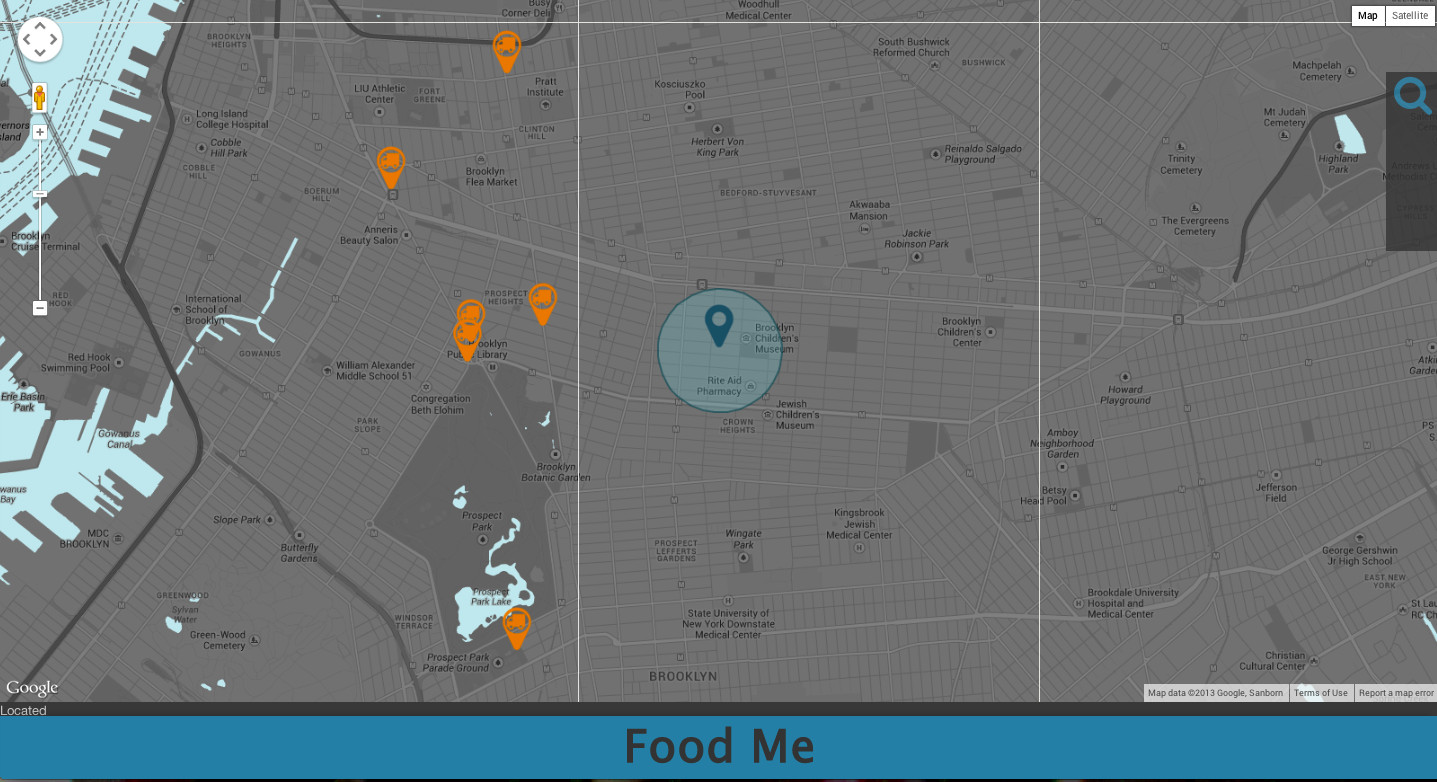 Busy
Corner Deli
Woodhull
Medical Center
Map
Satellite
BROOKLYN
HEIGHTS
South Bushwick
Reformed Church
BUSHWICK
Machpelah
Cemetery
LIU Athletic
Center
FORT
GREENE
Pratt
Institute
Kosciuszko
Pool
Long Island
College Hospital
Mt Judah
Cemetery
Island
Cobble
Hill Park
CLINTON
HILL
Herbert Von
King Park
Reinaldo Salgado
Playground
Trinity
Cemetery
Highland
Park
COBBLE
HILL
Brooklyn
Flea Market
BOERUM
HILL
BEDFORD-STUYVESANT
Akwaaba
Mansion
The Evergreens
Cemetery
Brooklyn
Cruise Terminal
Anneris
Beauty Salon
Jackie
Robinson Park
RED
HOOK
International
School of
Brooklyn
PROSPECT
HEIGHTS
Brooklyn
Children's
Museum
Brooklyn
Children's
Center
GOWANUS
Brooklyn
Public Library
Red Hook
Swimming Pool
William Alexander
Middle School 51
Rite Aid
Pharmacy
Howard
Playground
Erie Basin
Park
Congregation
Beth Elohim
Jewish
Children's
Museum
PARK
SLOPE
CROWN
HEIGHTS
Gowanus
Canal
Amboy
Neighborhood
Garden
PS
Brooklyn
Botanic Garden
wanus
Bay
Betsy
Head Pool
Jefferson
Field
Slope Park
Prospect
Park
Kingsbrook
Jewish
Medical Center
MDC
BROOKLYN
Butterfly
Gardens
Wingate
Park
PROSPECT
LEFFERTS
GARDENS
George Gershwin
Jr High School
EAST NEW
YORK
GREENWOOD
Sylvan
Water
Prospect
Park Lake
Brookdale University
Hospital and
Medical Center
WINDSOR
TERRACE
State University of
New York Downstate
Medical Center
St Lau
RC Ch
Green-Wood
Cemetery
Prospect Park
Parade Ground
Christian
Cultural Center
BROOKLYN
Google
Map data ©2013 Google, Sanborn
Terms of Use
Report a map error
Located
Food Me